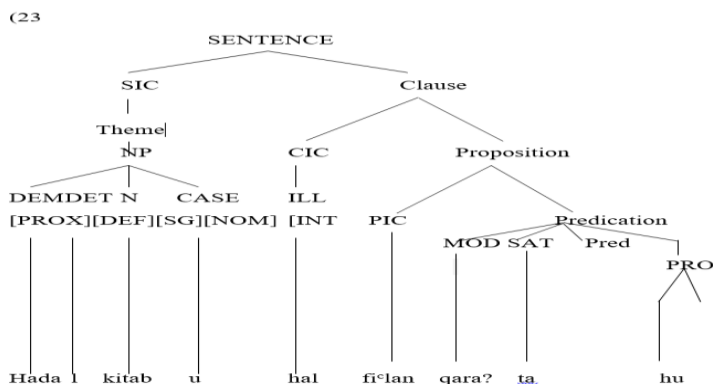 (23
SENTENCE
SIC Clause
Theme
NP CIC Proposition
DEMDET N CASE ILL
[PROX][DEF][SG][NOM] [INT PIC Predication
MOD SAT Pred
PRO
Hada l kitab u hal fiᶜlan qara? ta hu